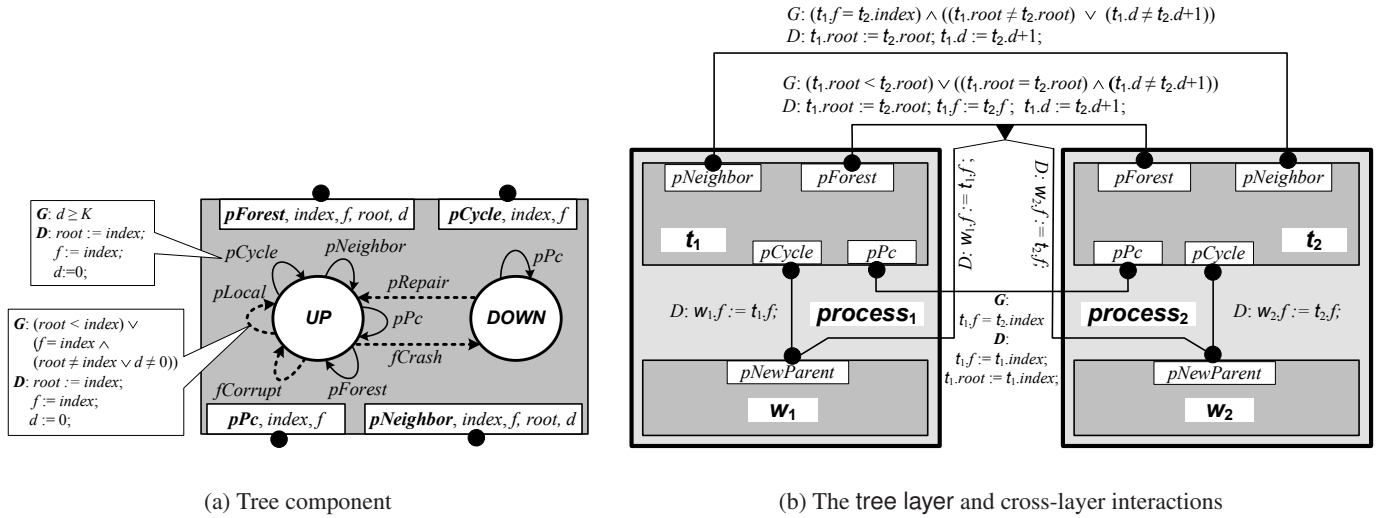 G: (t₁.f = t₂.index) ∧ ((t₁.root ≠ t₂.root) ∨ (t₁.d ≠ t₂.d+1))
D: t₁.root := t₂.root; t₁.d := t₂.d+1;
G: (t₁.root < t₂.root) ∨ ((t₁.root = t₂.root) ∧ (t₁.d ≠ t₂.d+1))
D: t₁.root := t₂.root; t₁.f := t₂.f; t₁.d := t₂.d+1;
G: d ≥ K
D: root := index;
f := index;
d:=0;
G: (root < index) ∨
(f = index ∧
(root ≠ index ∨ d ≠ 0))
D: root := index;
f := index;
d := 0;
pForest, index, f, root, d
pCycle, index, f
pCycle
pNeighbor
pPc
pLocal
pRepair
UP
pPc
DOWN
fCrash
fCorrupt
pForest
pPc, index, f
pNeighbor, index, f, root, d
(a) Tree component
pNeighbor
pForest
t₁
pCycle
pPc
D: w₁.f := t₁.f;
process₁
pNewParent
w₁
D: w₁.f := t₁.f;
D: w₂.f := t₂.f;
G:
t₁.f = t₂.index
D:
t₁.f := t₁.index;
t₁.root := t₁.index;
pForest
pNeighbor
t₂
pPc
pCycle
process₂
D: w₂.f := t₂.f;
pNewParent
w₂
(b) The tree layer and cross-layer interactions